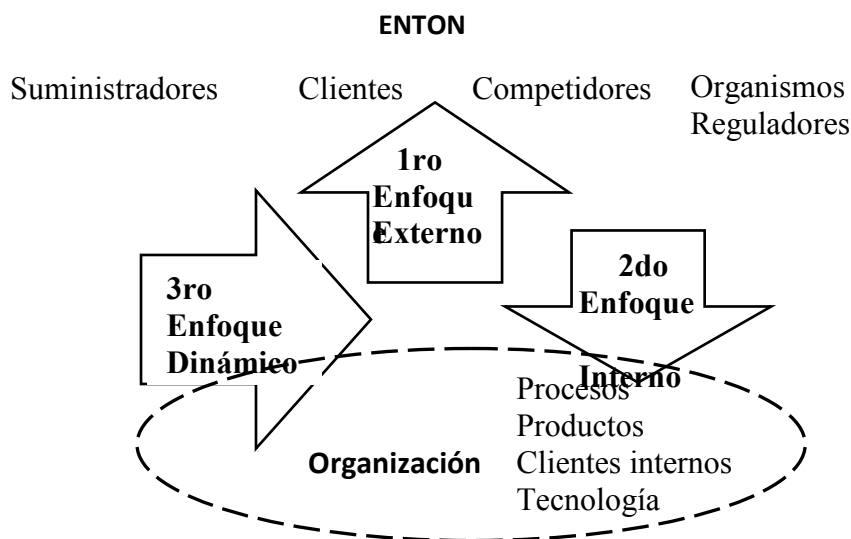 ENTON
Suministradores Clientes Competidores Organismos
Reguladores
1ro
Enfoqu
e
Externo
2do
Enfoque
Interno
3ro
Enfoque
Dinámico
Procesos
Productos
Organización Clientes internos
Tecnología